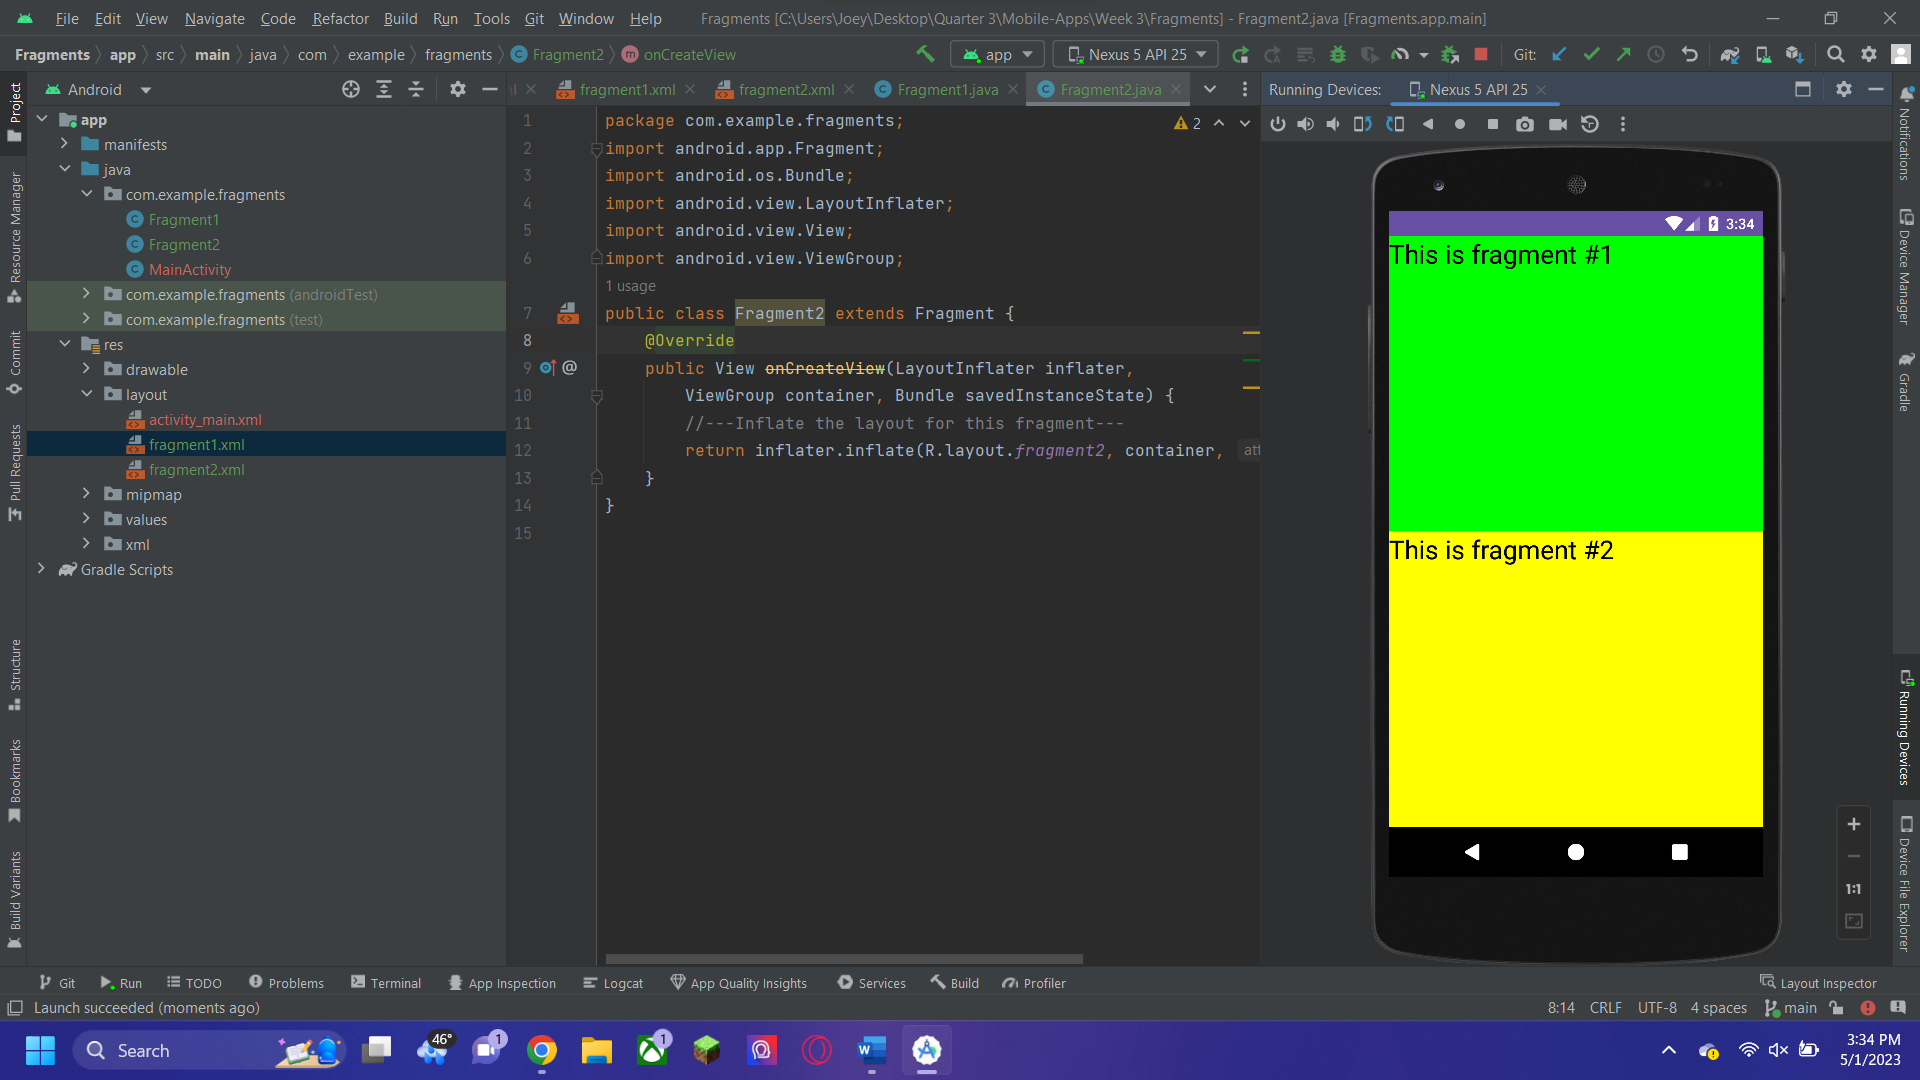 File Edit View Navigate Code Refactor Build Run Tools Git Window Help Fragments [C:\Users\Joey\Desktop\Quarter 3\Mobile-Apps\Week 3\Fragments] - Fragment2.java [Fragments.app.main]
Fragments app src main java com example fragments Fragment2 onCreateView app Nexus 5 API 25 Git:
Android
fragment1.xml fragment2.xml Fragment1.java Fragment2.java
Running Devices: Nexus 5 API 25
Project
Resource Manager
Commit
Pull Requests
Structure
Bookmarks
Build Variants
app
manifests
java
com.example.fragments
Fragment1
Fragment2
MainActivity
com.example.fragments (androidTest)
com.example.fragments (test)
res
drawable
layout
activity_main.xml
fragment1.xml
fragment2.xml
mipmap
values
xml
Gradle Scripts
2
1 package com.example.fragments;
2 import android.app.Fragment;
3 import android.os.Bundle;
4 import android.view.LayoutInflater;
5 import android.view.View;
6 import android.view.ViewGroup;
1 usage
7 public class Fragment2 extends Fragment {
8 @Override
9 public View onCreateView(LayoutInflater inflater,
10 ViewGroup container, Bundle savedInstanceState) {
11 //---Inflate the layout for this fragment---
12 return inflater.inflate(R.layout.fragment2, container, att
13 }
14 }
15
3:34
This is fragment #1
This is fragment #2
1:1
Notifications
Device Manager
Gradle
Running Devices
Device File Explorer
Git Run TODO Problems Terminal App Inspection Logcat App Quality Insights Services Build Profiler Layout Inspector
Launch succeeded (moments ago) 8:14 CRLF UTF-8 4 spaces main
Search 46° 1 1
3:34 PM
5/1/2023